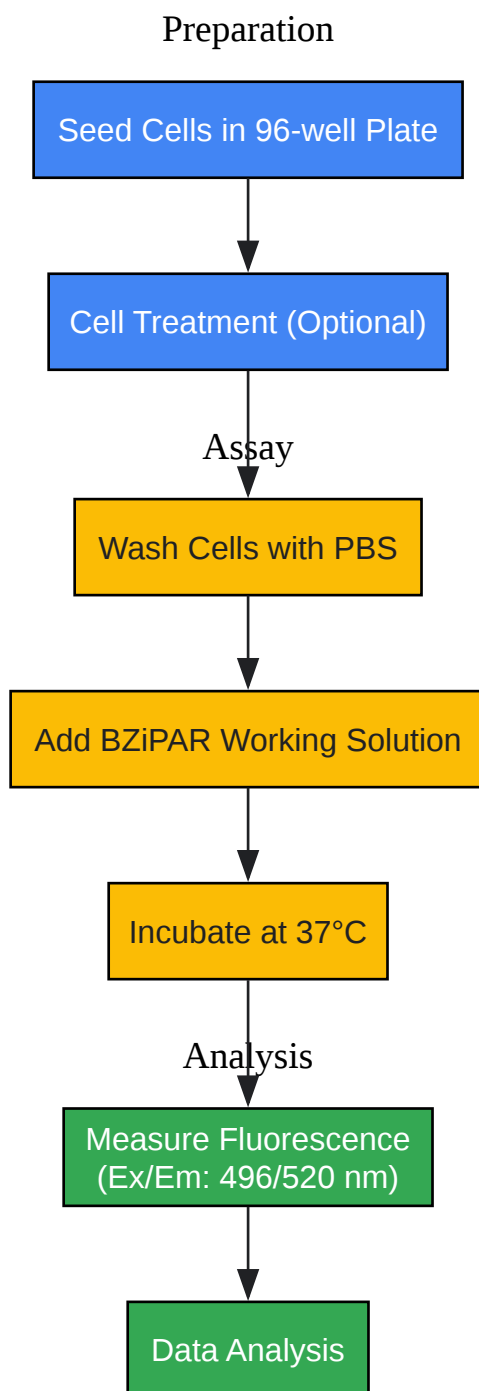 Preparation
Seed Cells in 96-well Plate
Cell Treatment (Optional)
Assay
Wash Cells with PBS
Add BZiPAR Working Solution
Incubate at 37°C
Analysis
Measure Fluorescence
(Ex/Em: 496/520 nm)
Data Analysis